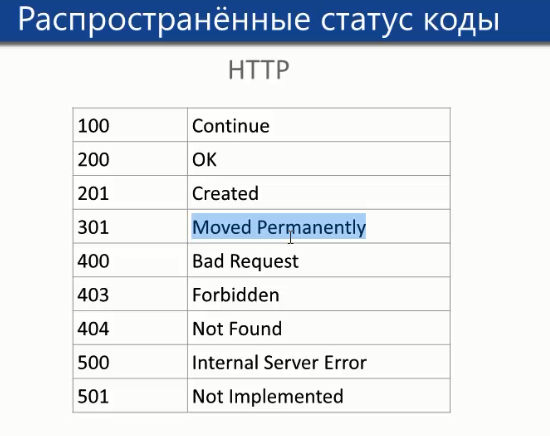 Распространённые статус коды
HTTP
100 Continue
200 OK
201 Created
301 Moved Permanently
400 Bad Request
403 Forbidden
404 Not Found
500 Internal Server Error
501 Not Implemented